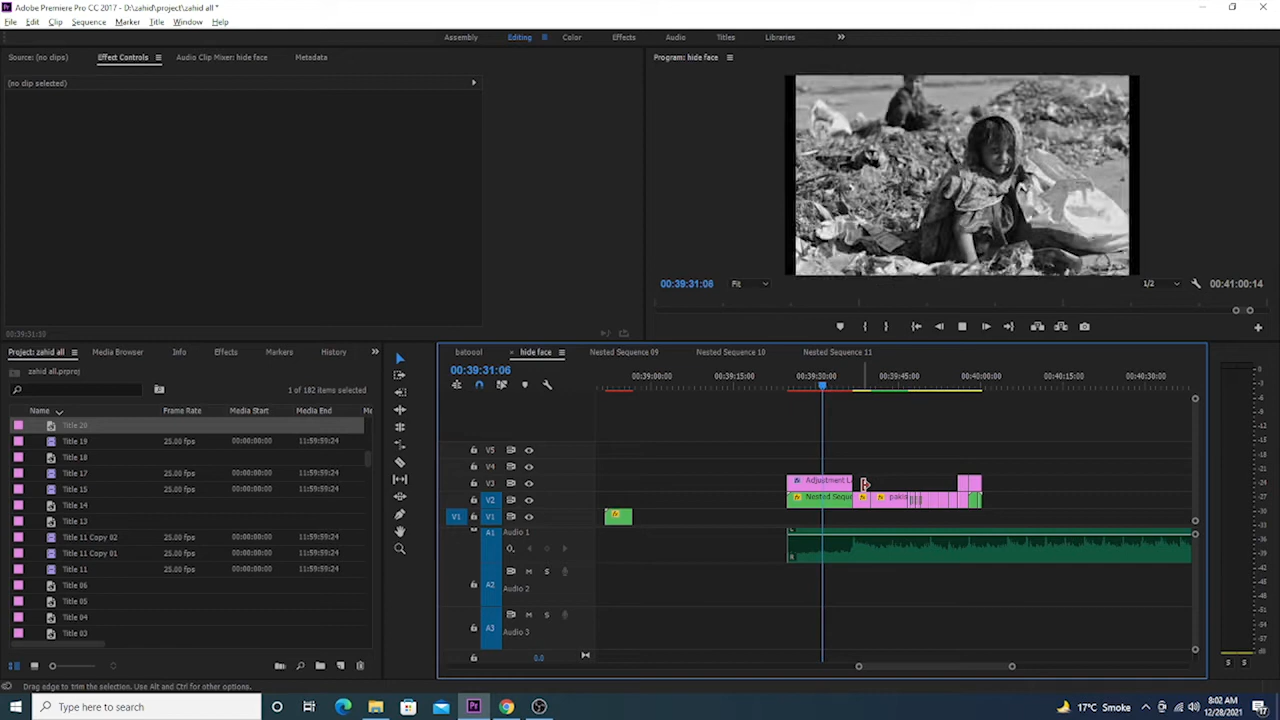 Adobe Premiere Pro CC 2017 - D:\zahid\project\zahid all *
File Edit Clip Sequence Marker Title Window Help
Assembly Editing Color Effects Audio Titles Libraries
Source: (no clips) Effect Controls Audio Clip Mixer: hide face Metadata
Program: hide face
(no clip selected)
00:39:31:06 Fit 1/2 00:41:00:14
Project: zahid all Media Browser Info Effects Markers History
batool hide face Nested Sequence 09 Nested Sequence 10 Nested Sequence 11
zahid all.prproj
00:39:31:06
1 of 182 items selected
00:39:00:00 00:39:15:00 00:39:30:00 00:39:45:00 00:40:00:00 00:40:15:00 00:40:30:00
Name Frame Rate Media Start Media End
Title 20
Title 19 25.00 fps 00:00:00:00 11:59:59:24
Title 18
Title 17 25.00 fps 00:00:00:00 11:59:59:24
Title 15 25.00 fps 00:00:00:00 11:59:59:24
Title 14
Title 13
Title 11 Copy 02 25.00 fps 00:00:00:00 11:59:59:24
Title 11 Copy 01 25.00 fps 00:00:00:00 11:59:59:24
Title 11 25.00 fps 00:00:00:00 11:59:59:24
Title 06
Title 05
Title 04
Title 03
V5
V4
V3 Adjustment La
V2 Nested Seque pakis
V1 V1
A1 Audio 1
A2 M S
Audio 2
A3 M S
Audio 3
0.0
S S
Drag edge to trim the selection. Use Alt and Ctrl for other options.
Type here to search
17°C Smoke
8:02 AM
12/28/2021